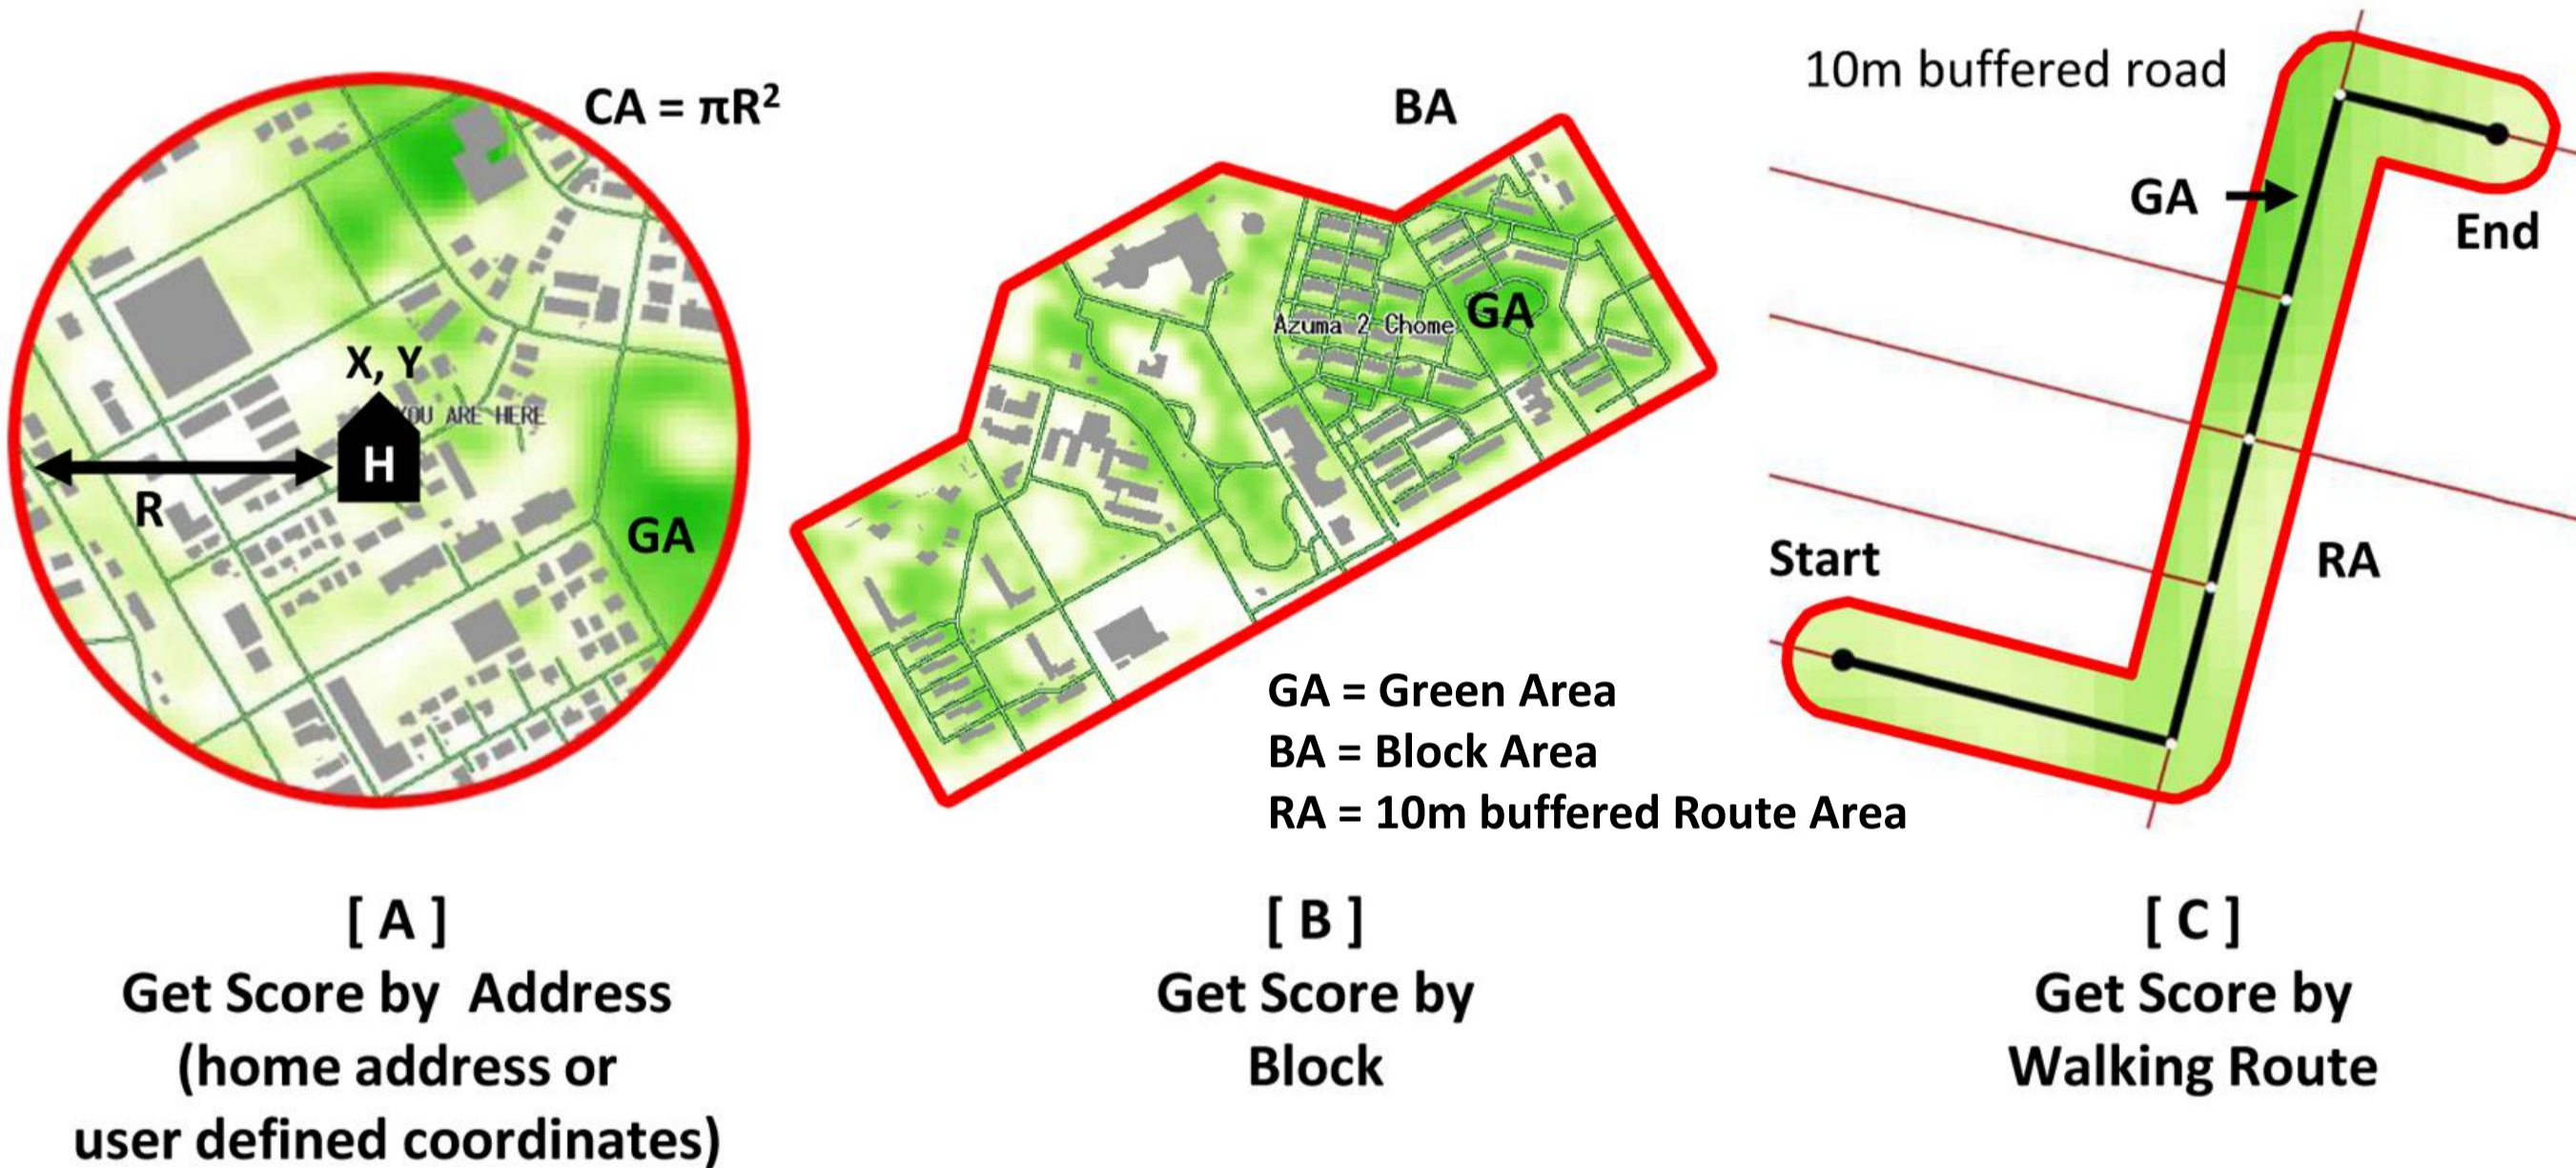 CA = πR²
X, Y
YOU ARE HERE
H
R
GA
BA
Azuma 2 Chome
GA
GA = Green Area
BA = Block Area
RA = 10m buffered Route Area
10m buffered road
GA
End
Start
RA
[ A ]
Get Score by Address
(home address or
user defined coordinates)
[ B ]
Get Score by
Block
[ C ]
Get Score by
Walking Route